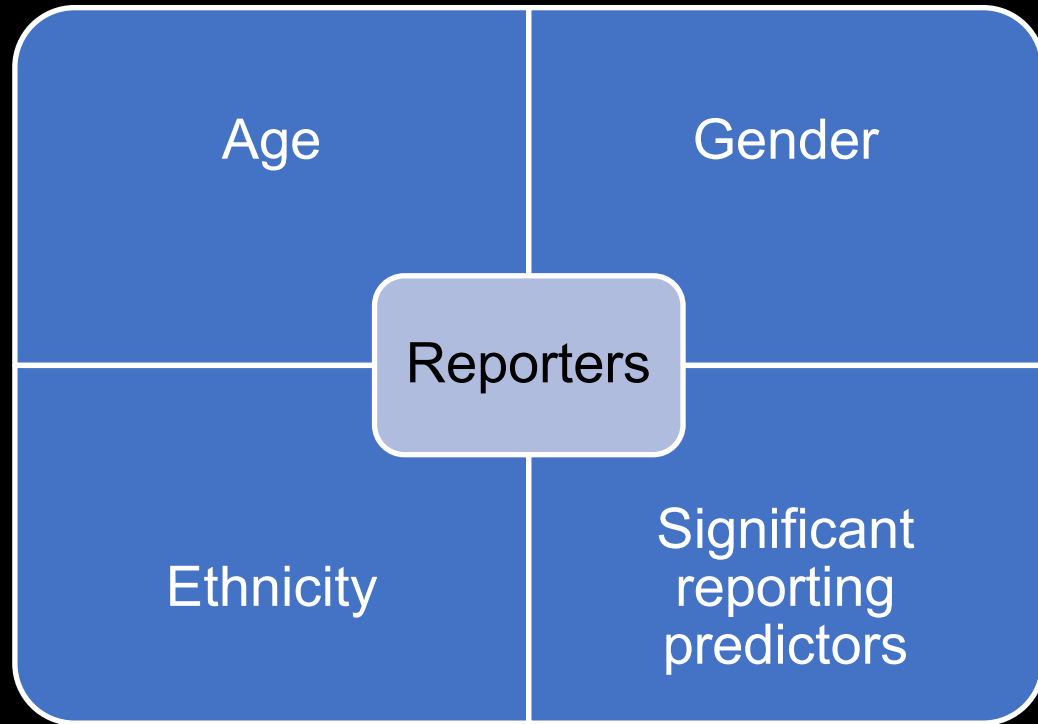 Age
Gender
Reporters
Ethnicity
Significant
reporting
predictors